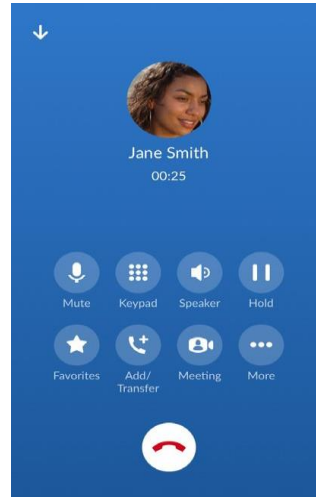 Jane Smith
00:25
Mute Keypad Speaker Hold
Favorites Add/ Meeting More
Transfer